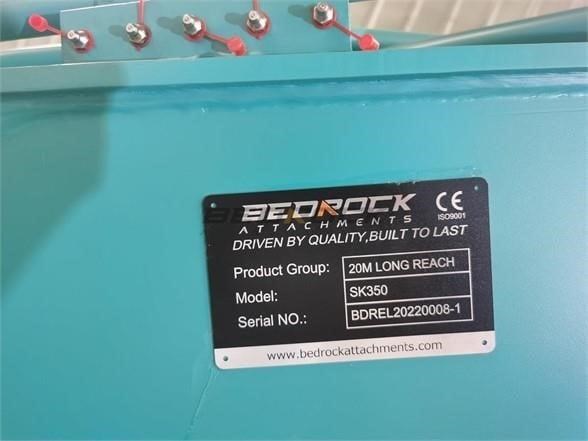 BEDROCK CE
ATTACHMENTS ISO9001
DRIVEN BY QUALITY,BUILT TO LAST
Product Group: 20M LONG REACH
Model: SK350
Serial NO.: BDREL20220008-1
www.bedrockattachments.com